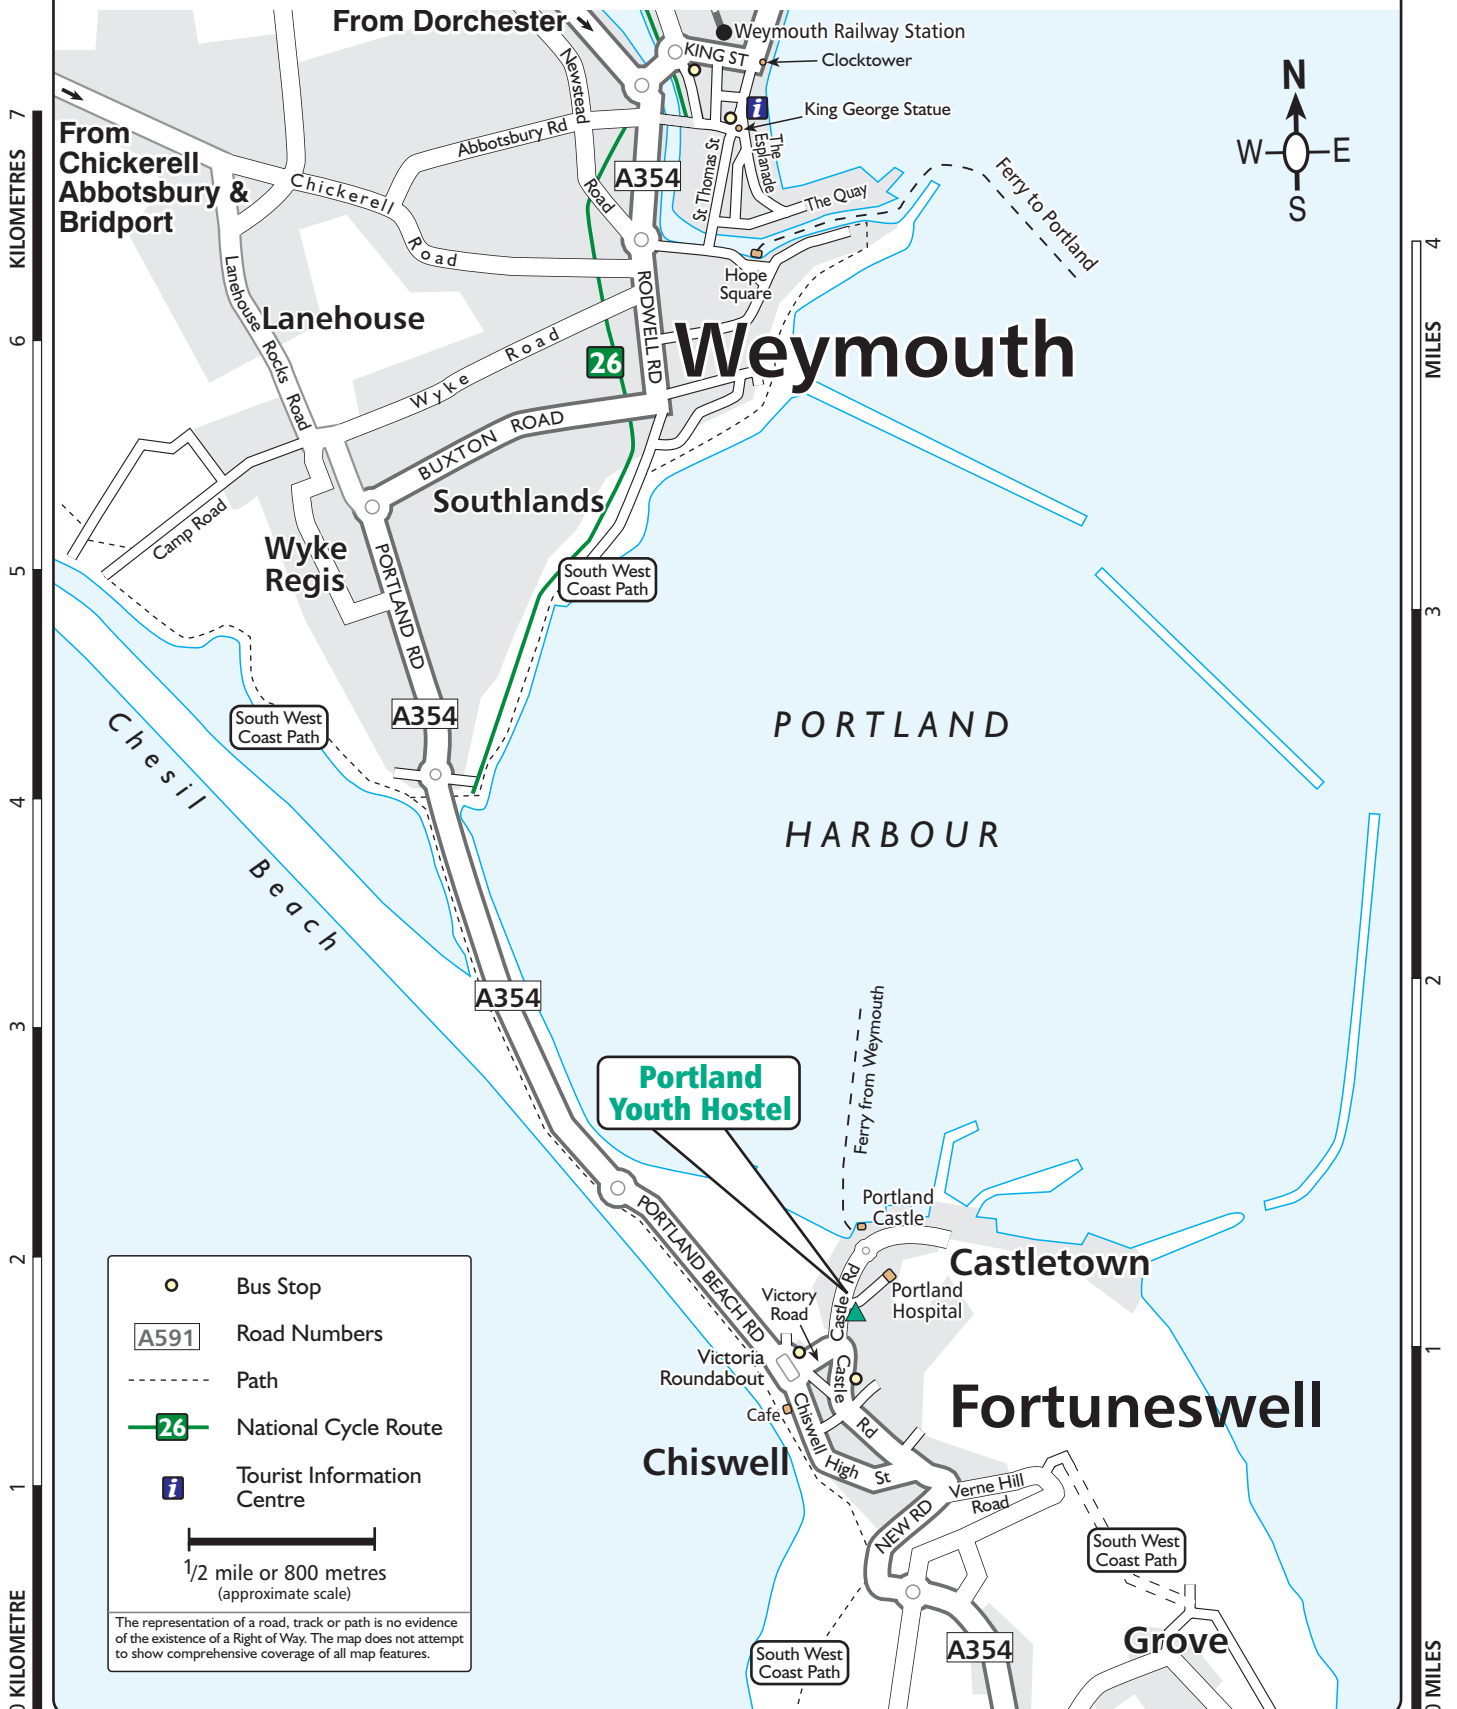 From Dorchester
Weymouth Railway Station
KING ST
Clocktower
Newstead
Road
King George Statue
i
The
Esplanade
St Thomas St
The Quay
Abbotsbury Rd
A354
From
Chickerell
Abbotsbury &
Bridport
Chickerell
Road
Ferry to Portland
N
W
E
S
Hope
Square
Lanehouse
Rocks
Road
Lanehouse
RODWELL RD
Weymouth
Wyke Road
26
BUXTON ROAD
Southlands
Camp Road
Wyke
Regis
PORTLAND RD
South West
Coast Path
South West
Coast Path
A354
PORTLAND
HARBOUR
Chesil
Beach
A354
Ferry from Weymouth
Portland
Youth Hostel
Portland
Castle
PORTLAND BEACH RD
Castletown
Castle Rd
Portland
Hospital
Victory
Road
Victoria
Roundabout
Castle
Rd
Cafe
Chiswell
Fortuneswell
Chiswell
High St
Verne Hill
Road
NEW RD
South West
Coast Path
South West
Coast Path
A354
Grove
Bus Stop
A591
Road Numbers
Path
26
National Cycle Route
i
Tourist Information
Centre
1/2 mile or 800 metres
(approximate scale)
The representation of a road, track or path is no evidence
of the existence of a Right of Way. The map does not attempt
to show comprehensive coverage of all map features.
KILOMETRES
7
6
5
4
3
2
1
0 KILOMETRE
MILES
4
3
2
1
0 MILES